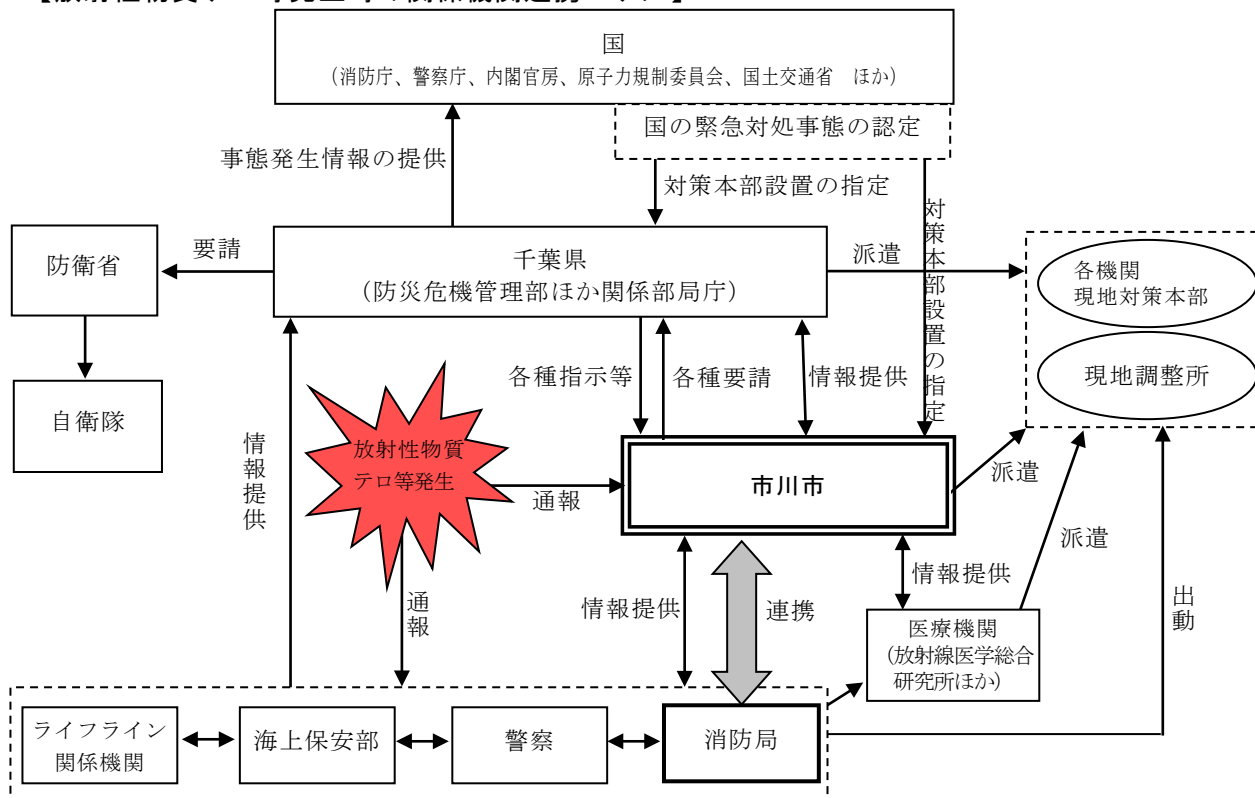 国
（消防庁、警察庁、内閣官房、原子力規制委員会、国土交通省　ほか）
国の緊急対処事態の認定
事態発生情報の提供
対策本部設置の指定
対策本部設置の指定
防衛省
要請
千葉県
（防災危機管理部ほか関係部局庁）
派遣
各機関
現地対策本部
現地調整所
自衛隊
各種指示等
各種要請
情報提供
情報提供
放射性物質
テロ等発生
通報
市川市
派遣
通報
情報提供
連携
情報提供
派遣
出動
医療機関
（放射線医学総合
研究所ほか）
ライフライン
関係機関
海上保安部
警察
消防局